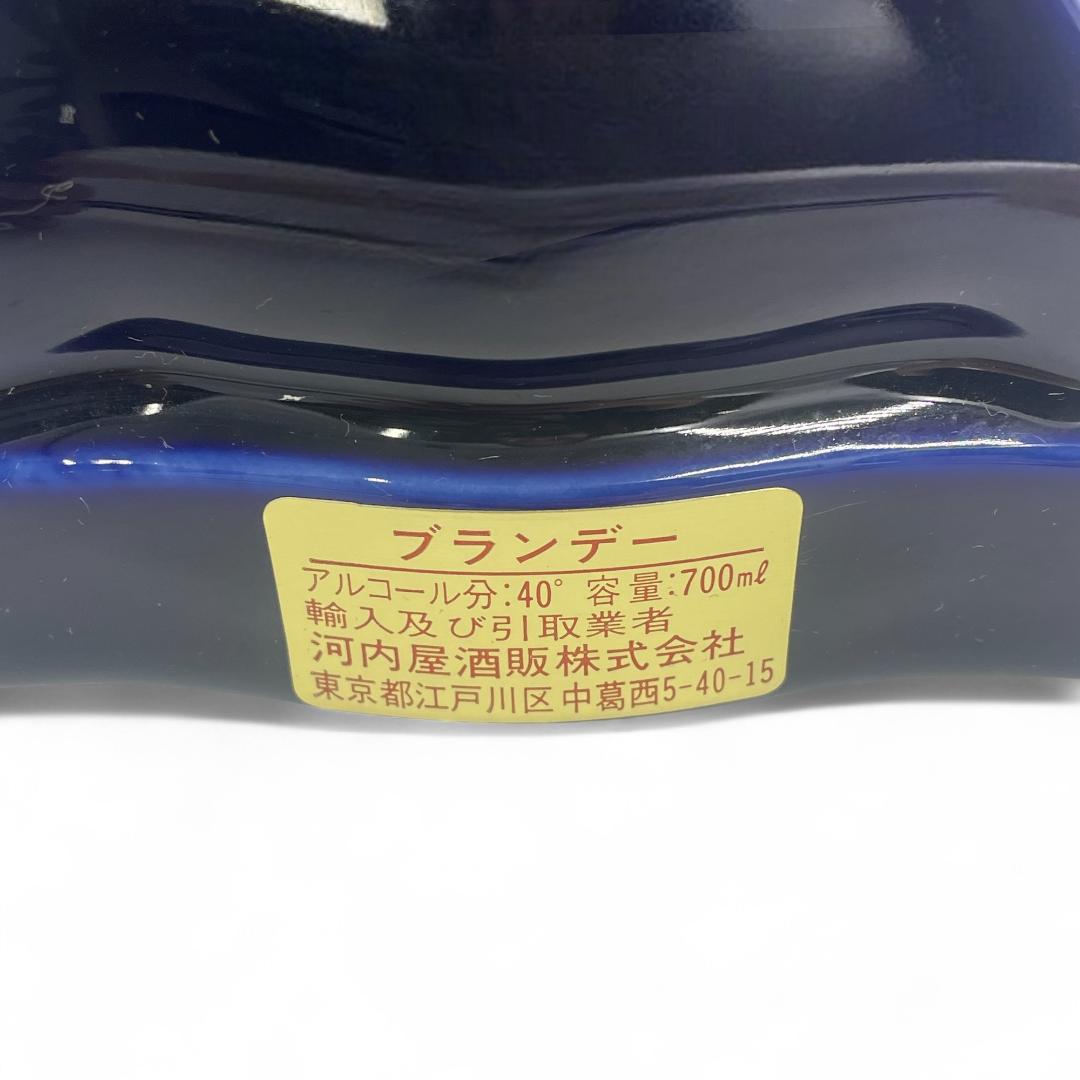 ブランデー
アルコール分:40° 容量:700mℓ
輸入及び引取業者
河内屋酒販株式会社
東京都江戸川区中葛西5-40-15